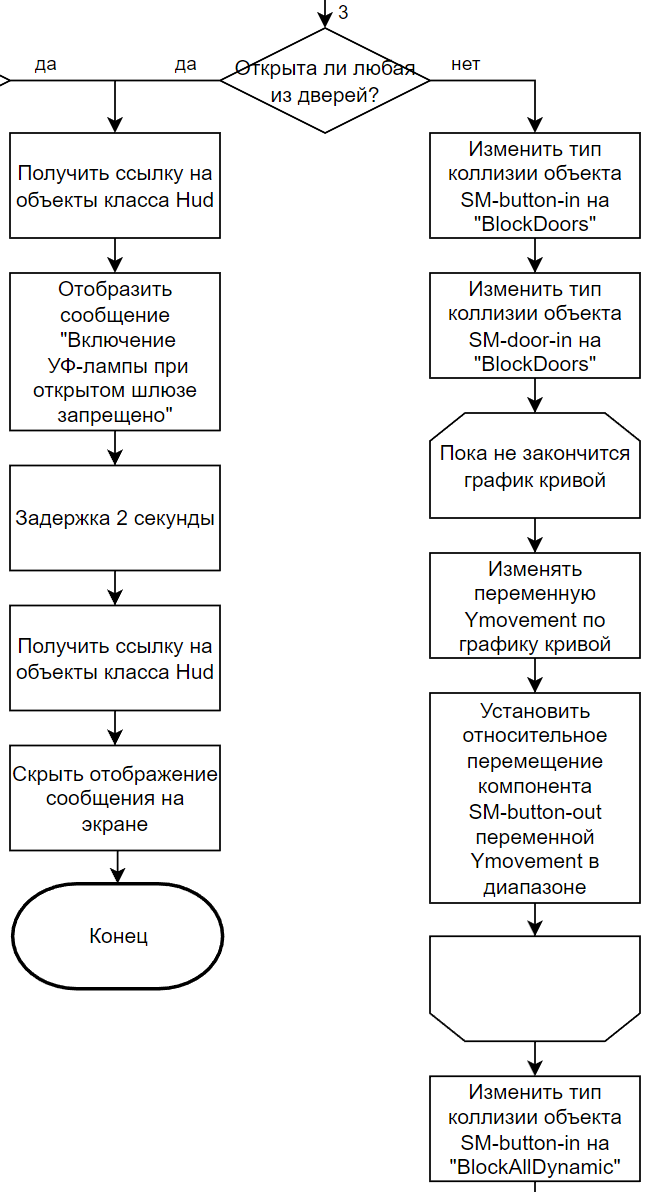 3
да
да
Открыта ли любая
из дверей?
нет
Получить ссылку на
объекты класса Hud
Отобразить
сообщение
"Включение
УФ-лампы при
открытом шлюзе
запрещено"
Задержка 2 секунды
Получить ссылку на
объекты класса Hud
Скрыть отображение
сообщения на
экране
Конец
Изменить тип
коллизии объекта
SM-button-in на
"BlockDoors"
Изменить тип
коллизии объекта
SM-door-in на
"BlockDoors"
Пока не закончится
график кривой
Изменять
переменную
Ymovement по
графику кривой
Установить
относительное
перемещение
компонента
SM-button-out
переменной
Ymovement в
диапазоне
Изменить тип
коллизии объекта
SM-button-in на
"BlockAllDynamic"